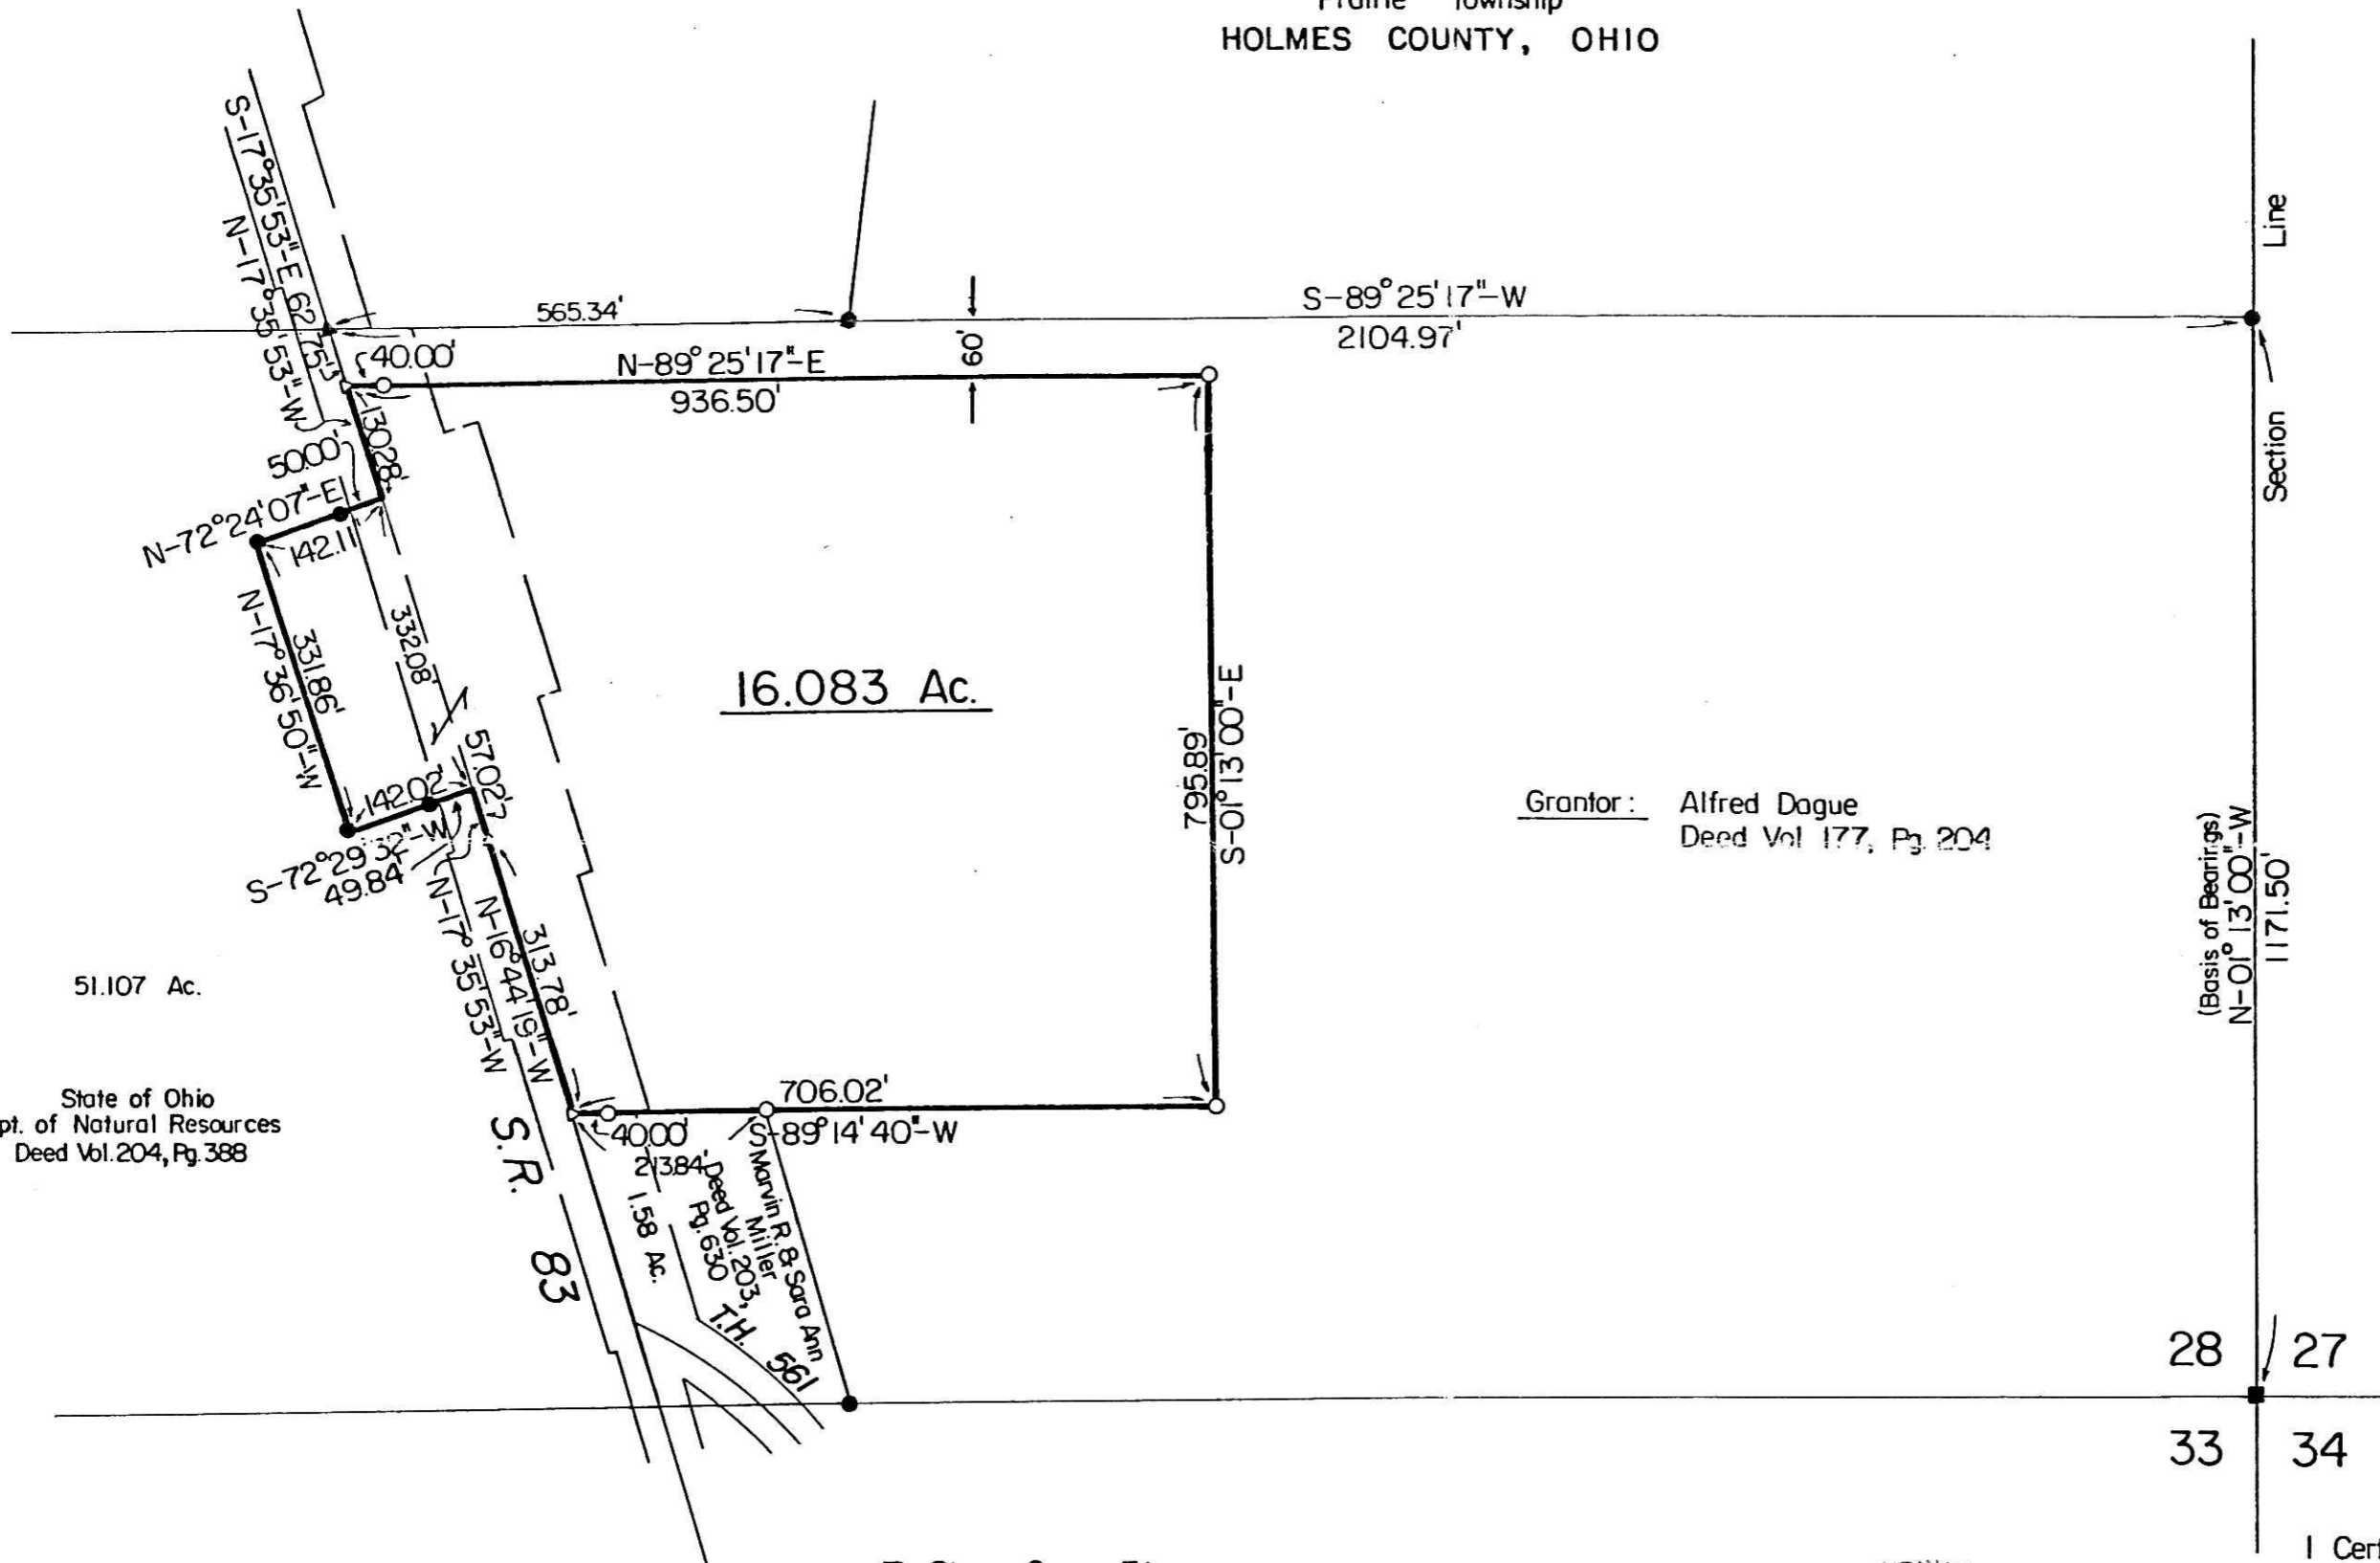 Prairie Township
HOLMES COUNTY, OHIO
S-17°35'53"-E 62.75'
N-17°35'53"-W
565.34'
S-89°25'17"-W
2104.97'
Line
Section
40.00'
N-89°25'17"-E
936.50'
60'
130.28'
50.00'
N-72°24'07"-E
142.11'
N-17°36'50"-W
331.86'
332.08'
16.083 Ac.
795.89'
S-01°13'00"-E
57.02'
142.02'
S-72°29'32"-W
49.84'
N-17°35'53"-W
N-16°44'19"-W
313.78'
Grantor: Alfred Dague
Deed Vol 177, Pg 204
(Basis of Bearings)
N-01°13'00"-W
1171.50'
51.107 Ac.
State of Ohio
pt. of Natural Resources
Deed Vol. 204, Pg. 388
706.02'
40.00'
S-89°14'40"-W
213.84'
1.58 Ac.
Marvin R. & Sara Ann
Miller
Deed Vol. 203,
Pg. 630
S.R. 83
T.H. 561
28 27
33 34
I Cer